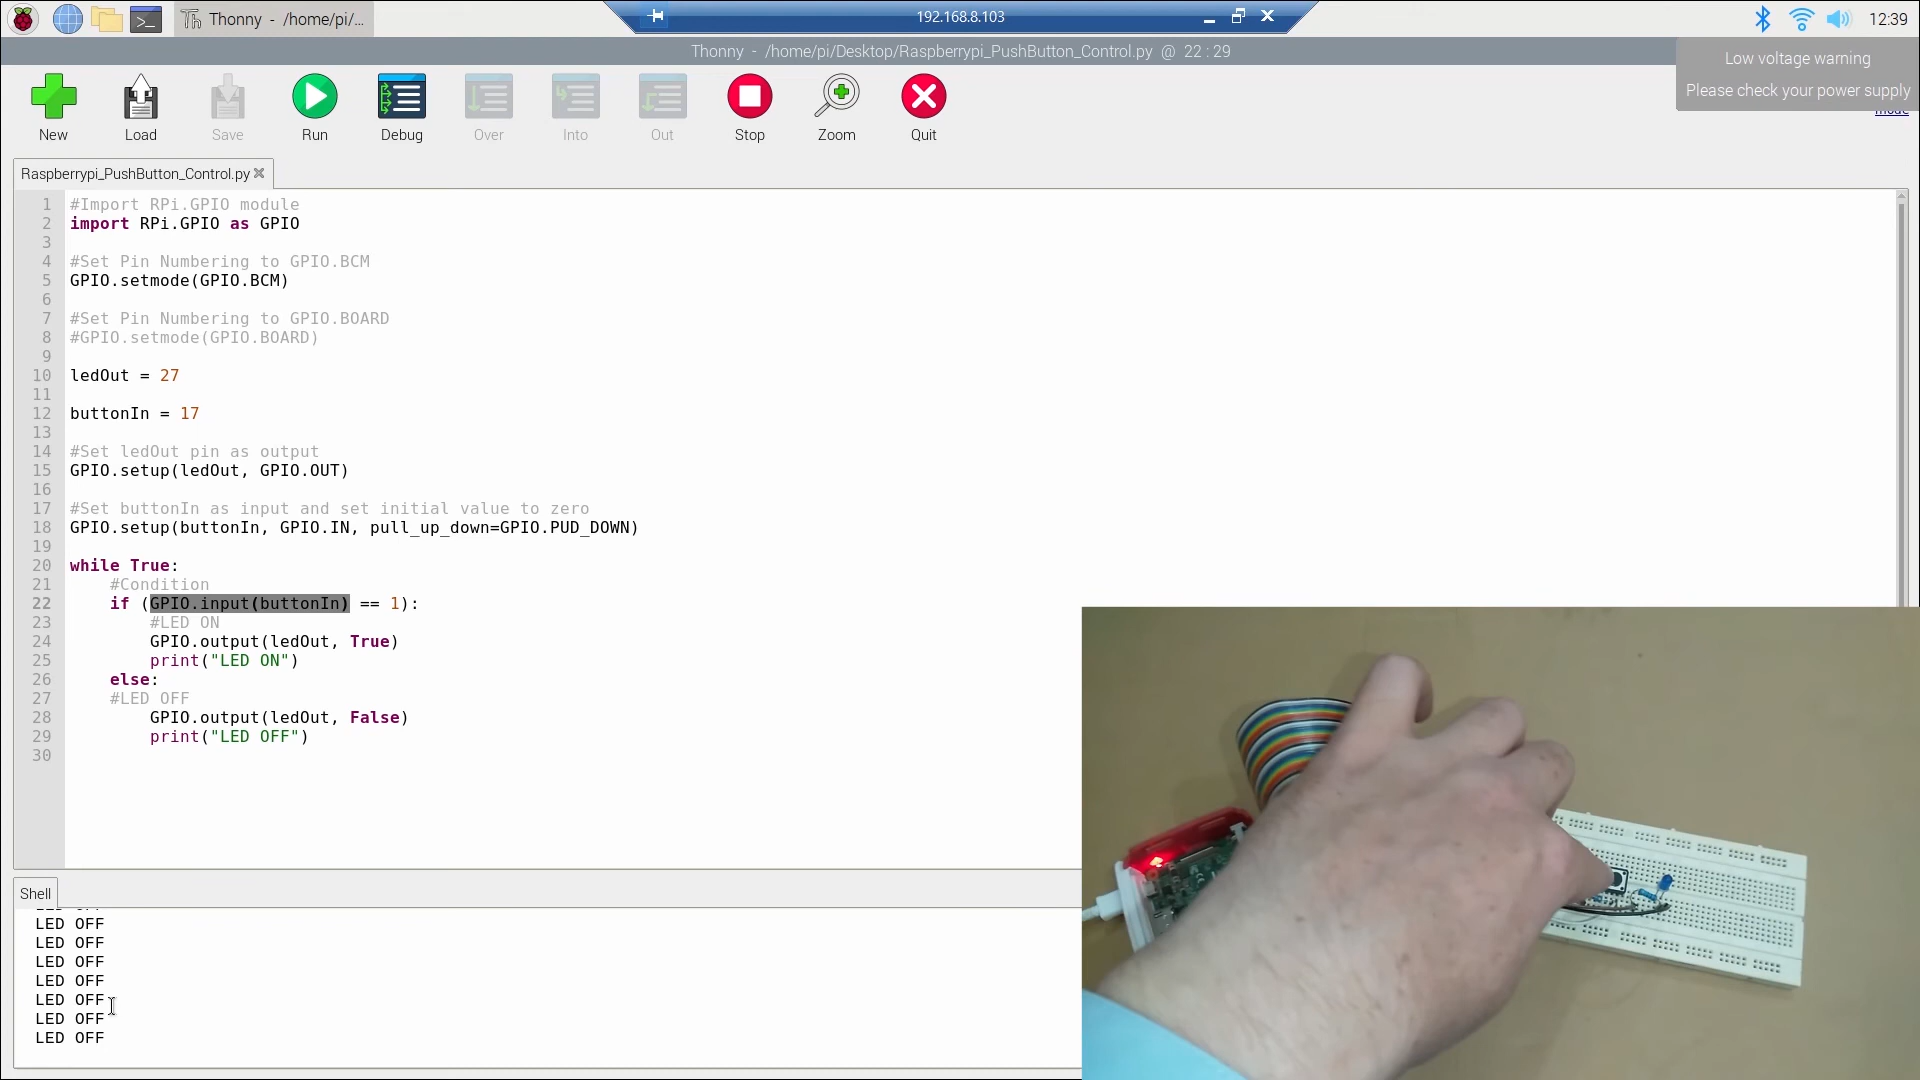 Thonny - /home/pi/...
192.168.8.103
12:39
Thonny - /home/pi/Desktop/Raspberrypi_PushButton_Control.py @ 22 : 29
Low voltage warning
Please check your power supply
mode
New
Load
Save
Run
Debug
Over
Into
Out
Stop
Zoom
Quit
Raspberrypi_PushButton_Control.py
1 #Import RPi.GPIO module
2 import RPi.GPIO as GPIO
3
4 #Set Pin Numbering to GPIO.BCM
5 GPIO.setmode(GPIO.BCM)
6
7 #Set Pin Numbering to GPIO.BOARD
8 #GPIO.setmode(GPIO.BOARD)
9
10 ledOut = 27
11
12 buttonIn = 17
13
14 #Set ledOut pin as output
15 GPIO.setup(ledOut, GPIO.OUT)
16
17 #Set buttonIn as input and set initial value to zero
18 GPIO.setup(buttonIn, GPIO.IN, pull_up_down=GPIO.PUD_DOWN)
19
20 while True:
21     #Condition
22     if (GPIO.input(buttonIn) == 1):
23         #LED ON
24         GPIO.output(ledOut, True)
25         print("LED ON")
26     else:
27     #LED OFF
28         GPIO.output(ledOut, False)
29         print("LED OFF")
30
Shell
LED OFF
LED OFF
LED OFF
LED OFF
LED OFF
LED OFF
LED OFF
LED OFF